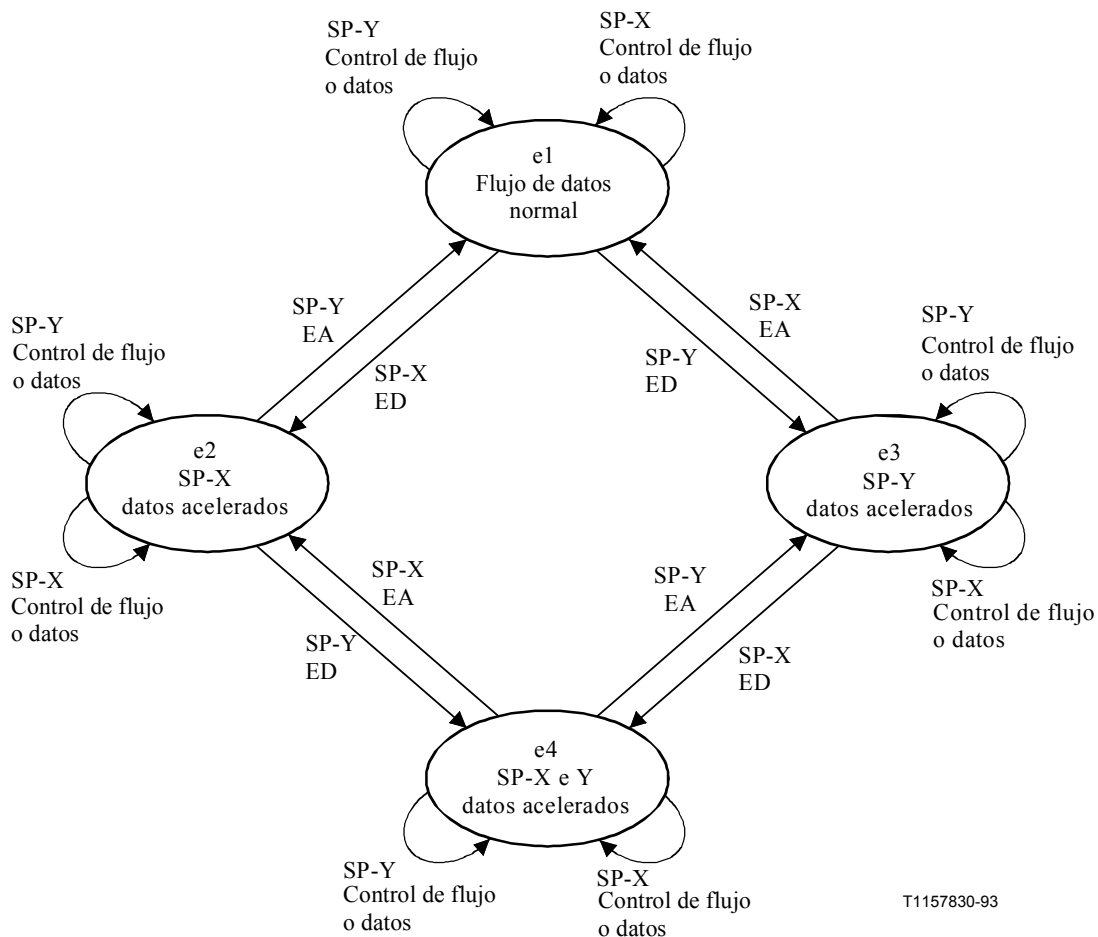 SP-Y
Control de flujo
o datos
SP-X
Control de flujo
o datos
e1
Flujo de datos
normal
SP-Y
EA
SP-X
ED
SP-X
EA
SP-Y
ED
SP-Y
Control de flujo
o datos
SP-Y
Control de flujo
o datos
e2
SP-X
datos acelerados
e3
SP-Y
datos acelerados
SP-X
Control de flujo
o datos
SP-X
Control de flujo
o datos
SP-X
EA
SP-Y
ED
SP-Y
EA
SP-X
ED
e4
SP-X e Y
datos acelerados
SP-Y
Control de flujo
o datos
SP-X
Control de flujo
o datos
T1157830-93